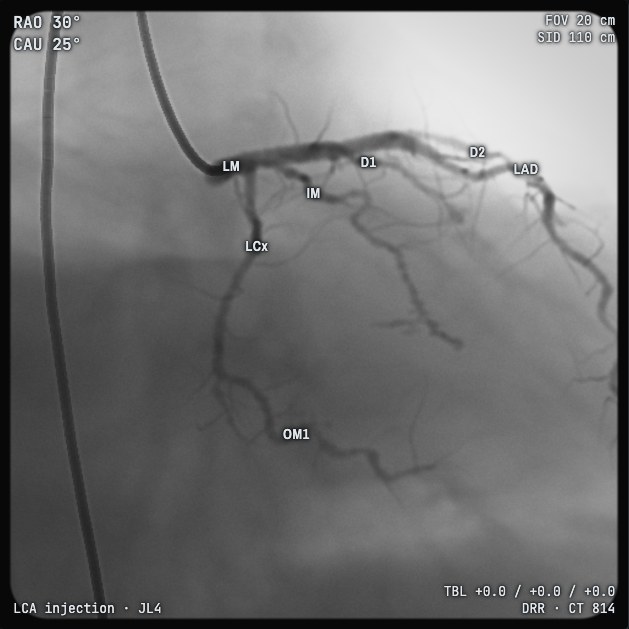 RAO 30°
CAU 25°
FOV 20 cm
SID 110 cm
D2
D1
LM
LAD
IM
LCx
OM1
TBL +0.0 / +0.0 / +0.0
LCA injection · JL4
DRR · CT 814